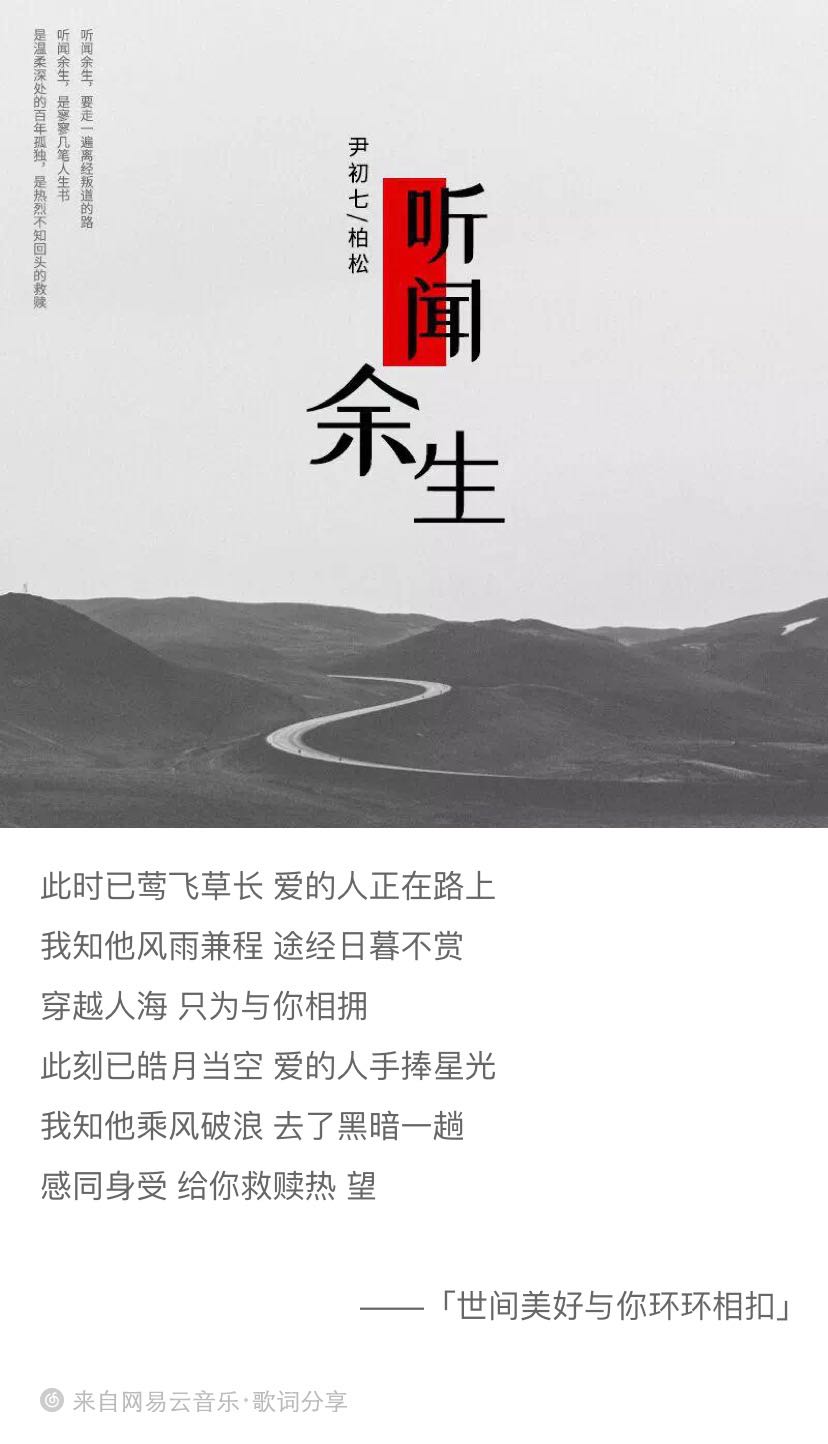 听闻余生，要走一遍离经叛道的路
听闻余生，是寥寥几笔人生书
是温柔深处的百年孤独，是热烈不知回头的救赎
尹初七/柏松
听闻
余生
此时已莺飞草长 爱的人正在路上
我知他风雨兼程 途经日暮不赏
穿越人海 只为与你相拥
此刻已皓月当空 爱的人手捧星光
我知他乘风破浪 去了黑暗一趟
感同身受 给你救赎热 望
——「世间美好与你环环相扣」
来自网易云音乐·歌词分享